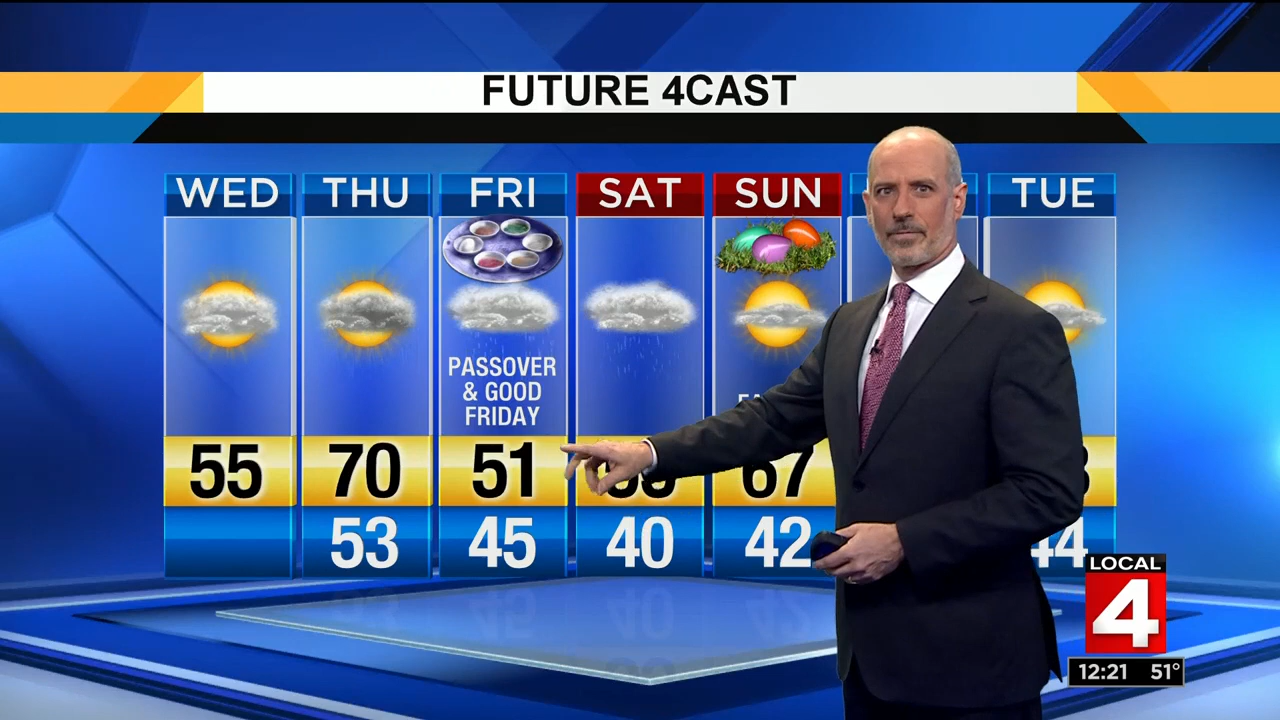 FUTURE 4CAST
WED THU FRI SAT SUN TUE
PASSOVER
& GOOD
FRIDAY
55 70 51 67
53 45 40 42 44
LOCAL
4
12:21 51°